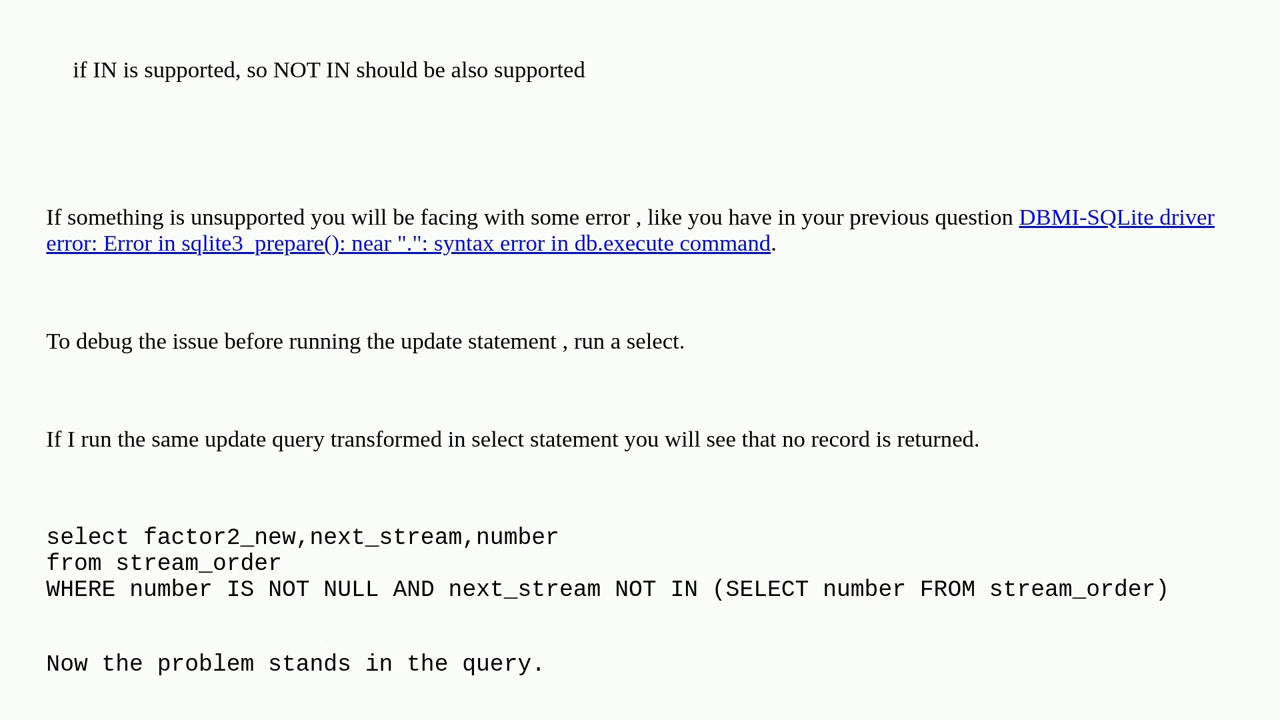 if IN is supported, so NOT IN should be also supported
If something is unsupported you will be facing with some error , like you have in your previous question DBMI-SQLite driver
error: Error in sqlite3_prepare(): near ".": syntax error in db.execute command.
To debug the issue before running the update statement , run a select.
If I run the same update query transformed in select statement you will see that no record is returned.
select factor2_new,next_stream,number
from stream_order
WHERE number IS NOT NULL AND next_stream NOT IN (SELECT number FROM stream_order)
Now the problem stands in the query.